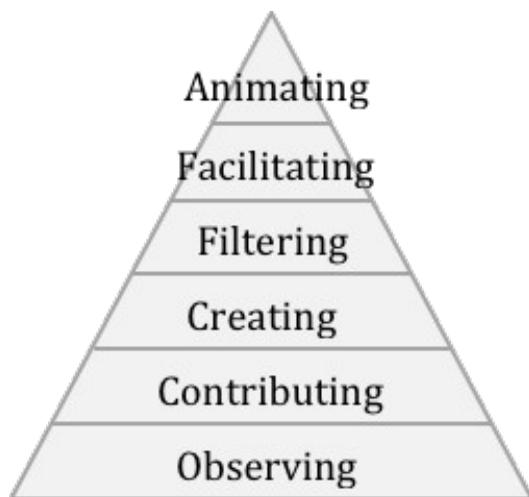 Animating
Facilitating
Filtering
Creating
Contributing
Observing